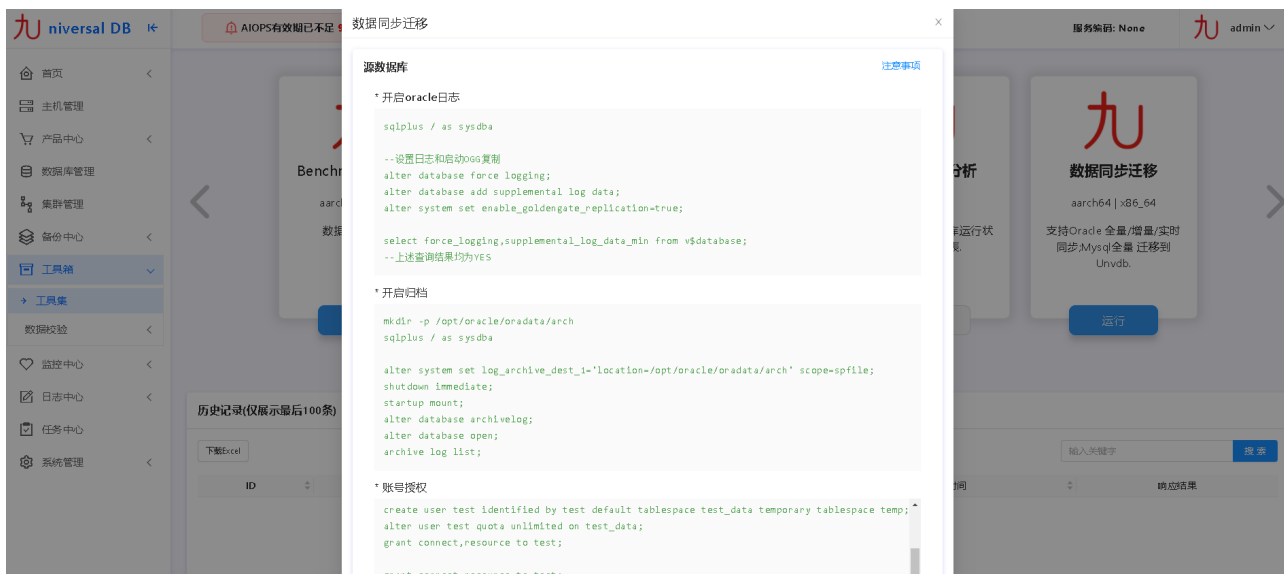 niversal DB
AIOPS有效期已不足
服务编码: None
admin
首页
主机管理
产品中心
数据库管理
集群管理
备份中心
工具箱
工具集
数据校验
监控中心
日志中心
任务中心
系统管理
Benchm
aarc
数据
分析
库运行状
数据同步迁移
aarch64 | x86_64
支持Oracle 全量/增量/实时
同步;Mysql全量 迁移到
Unvdb.
运行
历史记录(仅展示最后100条)
下载Excel
输入关键字
搜 索
ID
时间
响应结果
数据同步迁移
源数据库
注意事项
* 开启oracle日志
sqlplus / as sysdba
--设置日志和启动OGG复制
alter database force logging;
alter database add supplemental log data;
alter system set enable_goldengate_replication=true;
select force_logging,supplemental_log_data_min from v$database;
--上述查询结果均为YES
* 开启归档
mkdir -p /opt/oracle/oradata/arch
sqlplus / as sysdba
alter system set log_archive_dest_1='location=/opt/oracle/oradata/arch' scope=spfile;
shutdown immediate;
startup mount;
alter database archivelog;
alter database open;
archive log list;
* 账号授权
create user test identified by test default tablespace test_data temporary tablespace temp;
alter user test quota unlimited on test_data;
grant connect,resource to test;